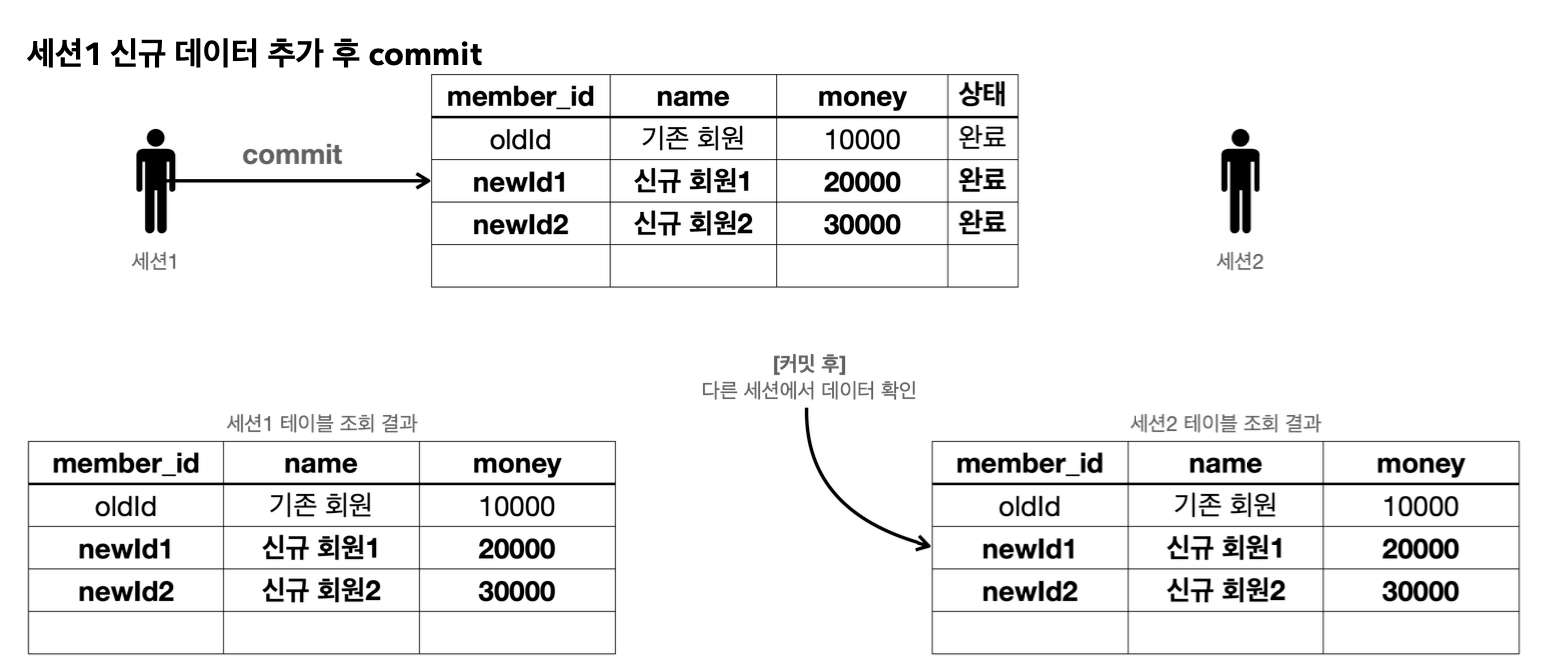 세션1 신규 데이터 추가 후 commit
member_id name money 상태
oldId 기존 회원 10000 완료
newId1 신규 회원1 20000 완료
newId2 신규 회원2 30000 완료
commit
세션1
세션2
[커밋 후]
다른 세션에서 데이터 확인
세션1 테이블 조회 결과
member_id name money
oldId 기존 회원 10000
newId1 신규 회원1 20000
newId2 신규 회원2 30000
세션2 테이블 조회 결과
member_id name money
oldId 기존 회원 10000
newId1 신규 회원1 20000
newId2 신규 회원2 30000